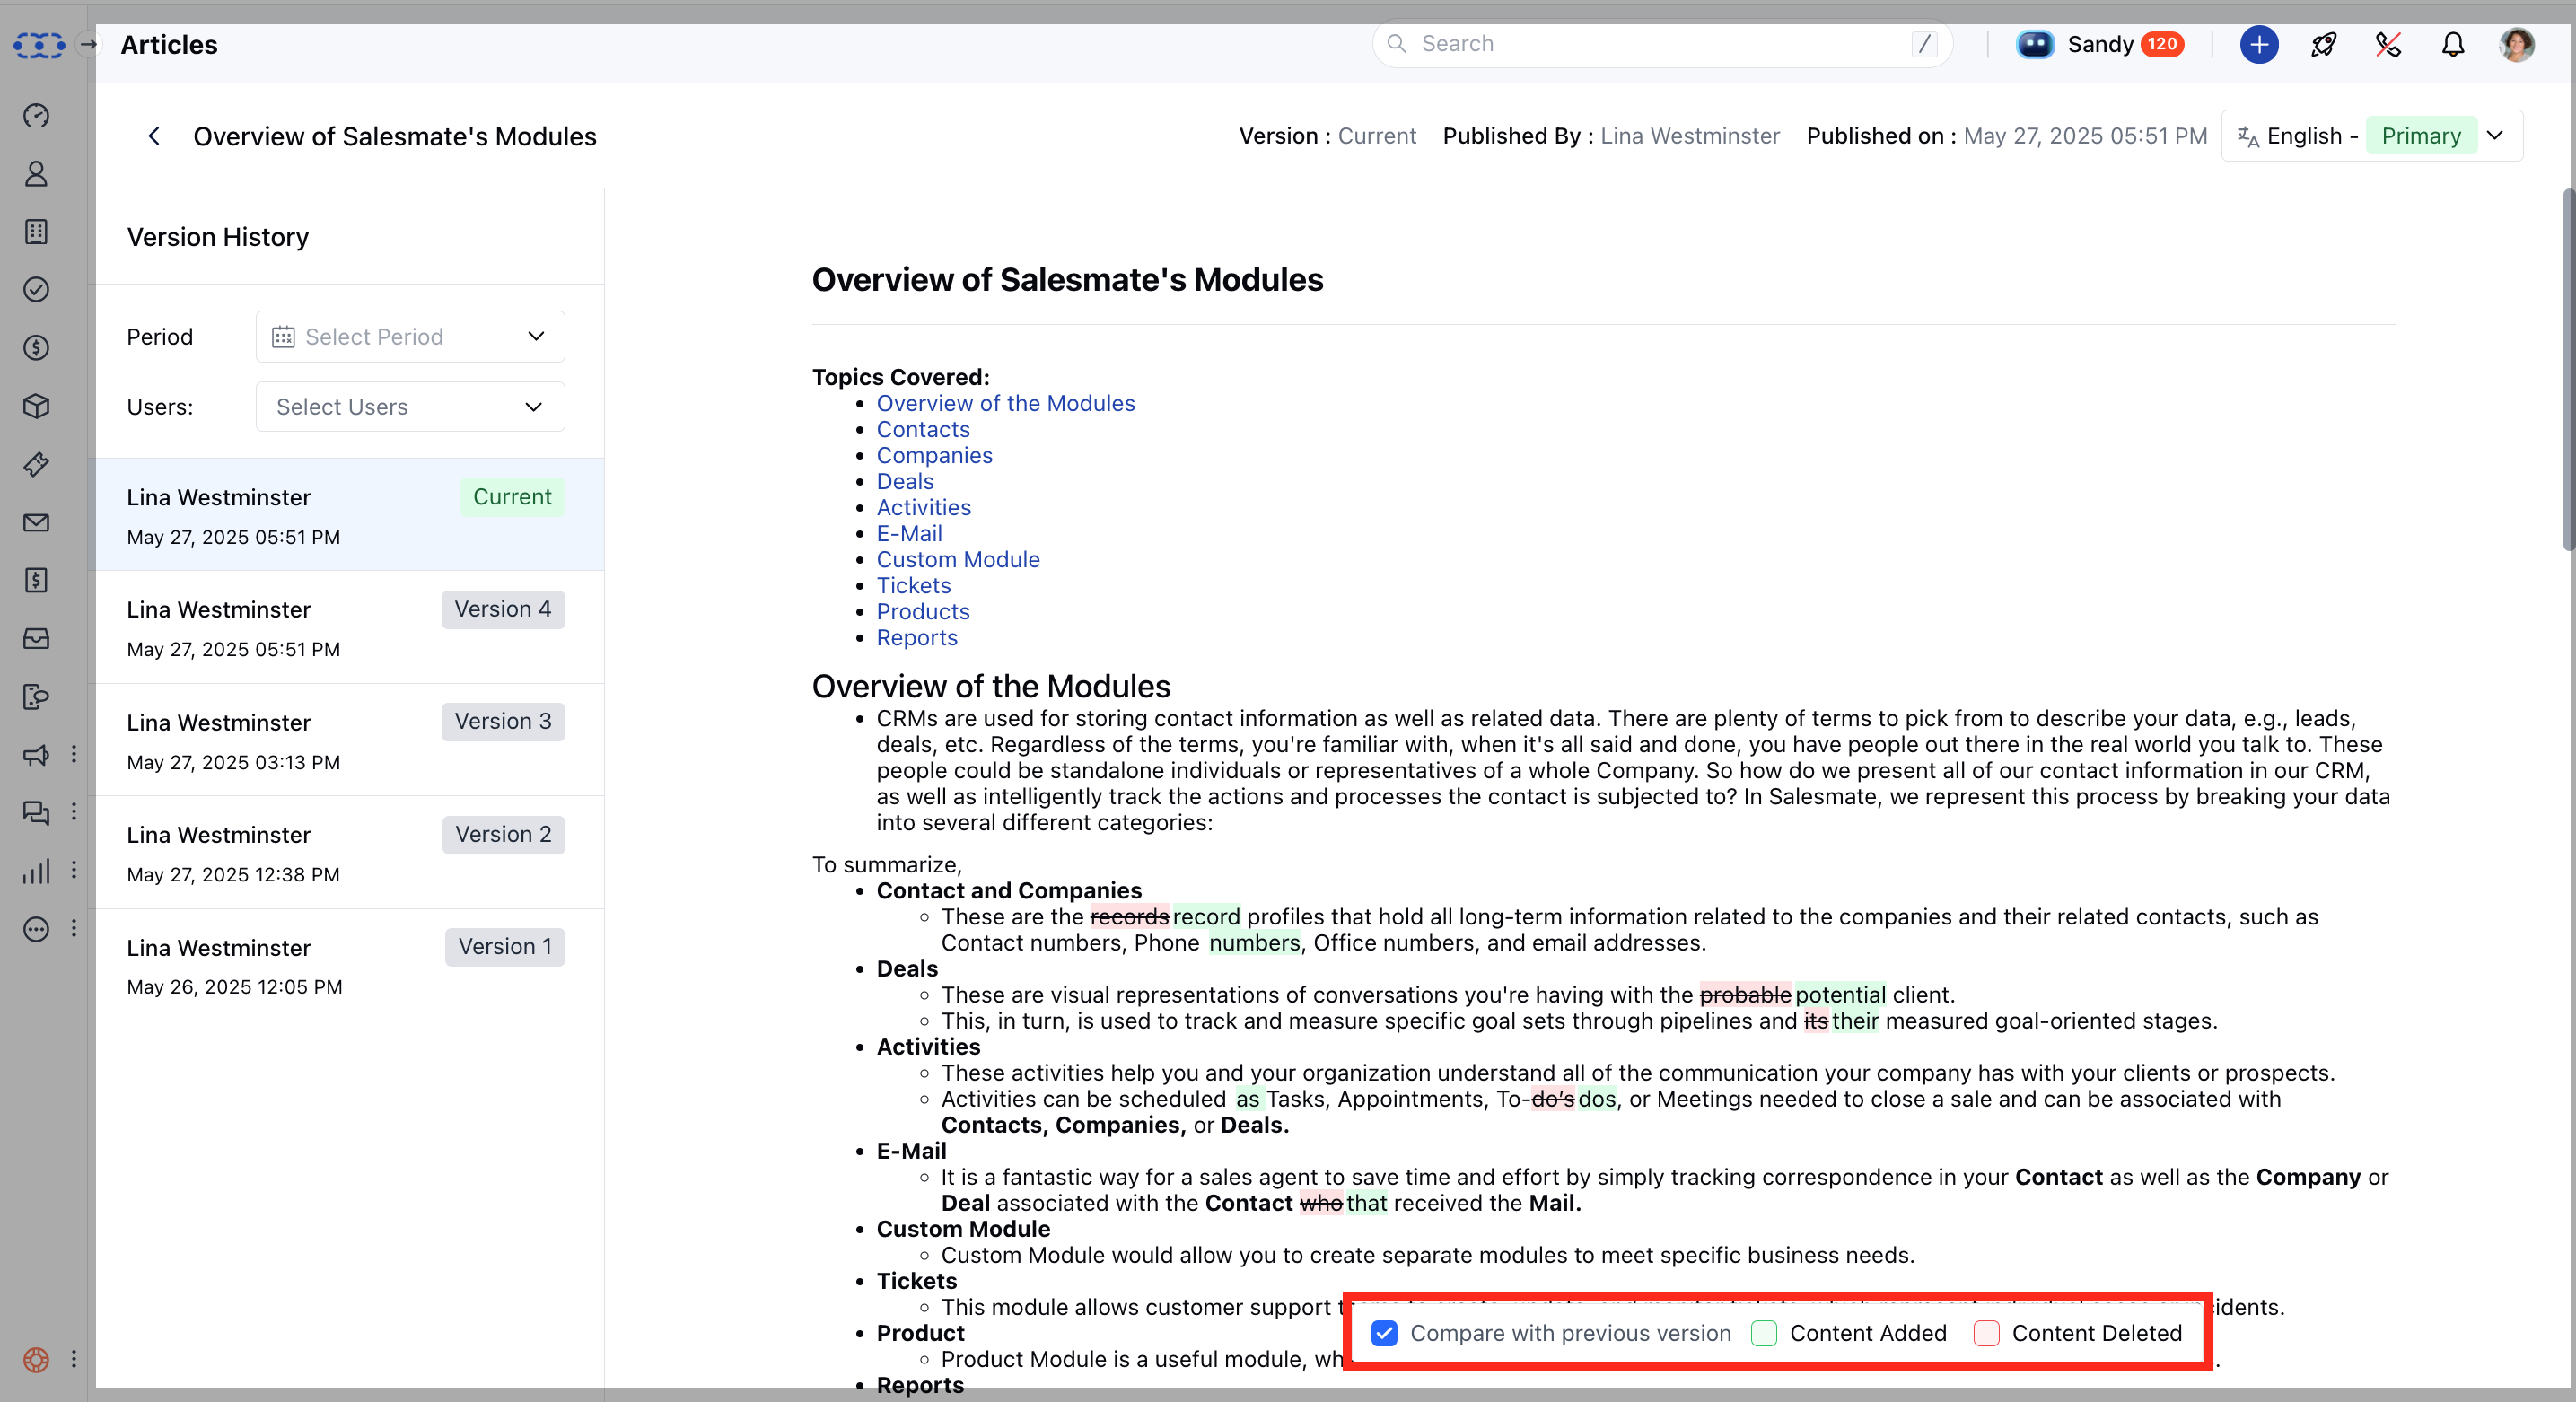 Articles
Search
/
Sandy 120
Overview of Salesmate's Modules
Version : Current Published By : Lina Westminster Published on : May 27, 2025 05:51 PM
English - Primary
Version History
Period Select Period
Users: Select Users
Lina Westminster Current
May 27, 2025 05:51 PM
Lina Westminster Version 4
May 27, 2025 05:51 PM
Lina Westminster Version 3
May 27, 2025 03:13 PM
Lina Westminster Version 2
May 27, 2025 12:38 PM
Lina Westminster Version 1
May 26, 2025 12:05 PM
Overview of Salesmate's Modules
Topics Covered:
Overview of the Modules
Contacts
Companies
Deals
Activities
E-Mail
Custom Module
Tickets
Products
Reports
Overview of the Modules
CRMs are used for storing contact information as well as related data. There are plenty of terms to pick from to describe your data, e.g., leads,
deals, etc. Regardless of the terms, you're familiar with, when it's all said and done, you have people out there in the real world you talk to. These
people could be standalone individuals or representatives of a whole Company. So how do we present all of our contact information in our CRM,
as well as intelligently track the actions and processes the contact is subjected to? In Salesmate, we represent this process by breaking your data
into several different categories:
To summarize,
Contact and Companies
These are the records record profiles that hold all long-term information related to the companies and their related contacts, such as
Contact numbers, Phone numbers, Office numbers, and email addresses.
Deals
These are visual representations of conversations you're having with the probable potential client.
This, in turn, is used to track and measure specific goal sets through pipelines and its their measured goal-oriented stages.
Activities
These activities help you and your organization understand all of the communication your company has with your clients or prospects.
Activities can be scheduled as Tasks, Appointments, To-do's dos, or Meetings needed to close a sale and can be associated with
Contacts, Companies, or Deals.
E-Mail
It is a fantastic way for a sales agent to save time and effort by simply tracking correspondence in your Contact as well as the Company or
Deal associated with the Contact who that received the Mail.
Custom Module
Custom Module would allow you to create separate modules to meet specific business needs.
Tickets
This module allows customer support
Product
Product Module is a useful module,
Compare with previous version Content Added Content Deleted
Reports